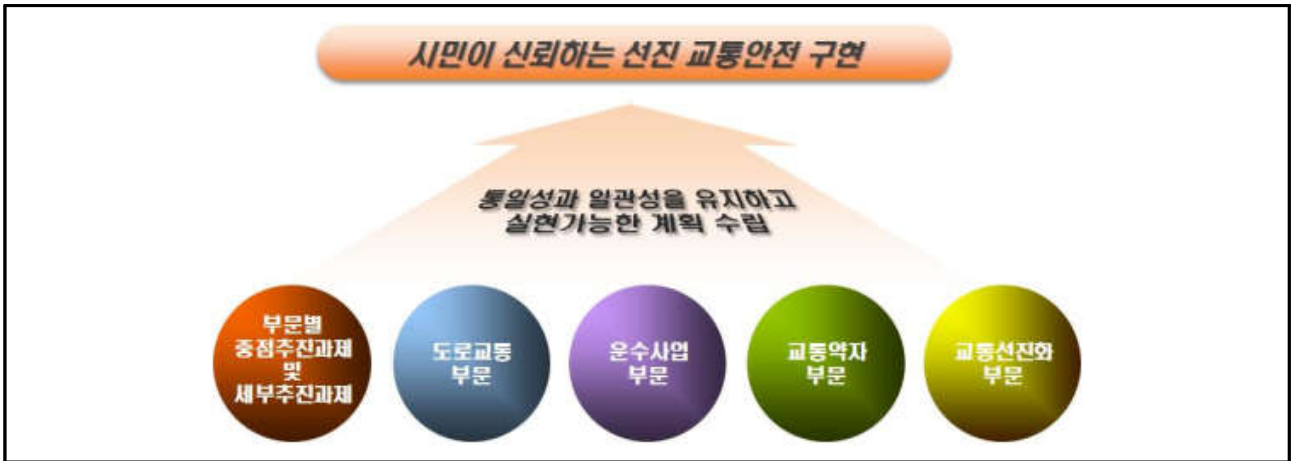 시민이 신뢰하는 선진 교통안전 구현
통일성과 일관성을 유지하고
실현가능한 계획 수립
부문별
중점추진과제
및
세부추진과제
도로교통
부문
운수사업
부문
교통약자
부문
교통선진화
부문